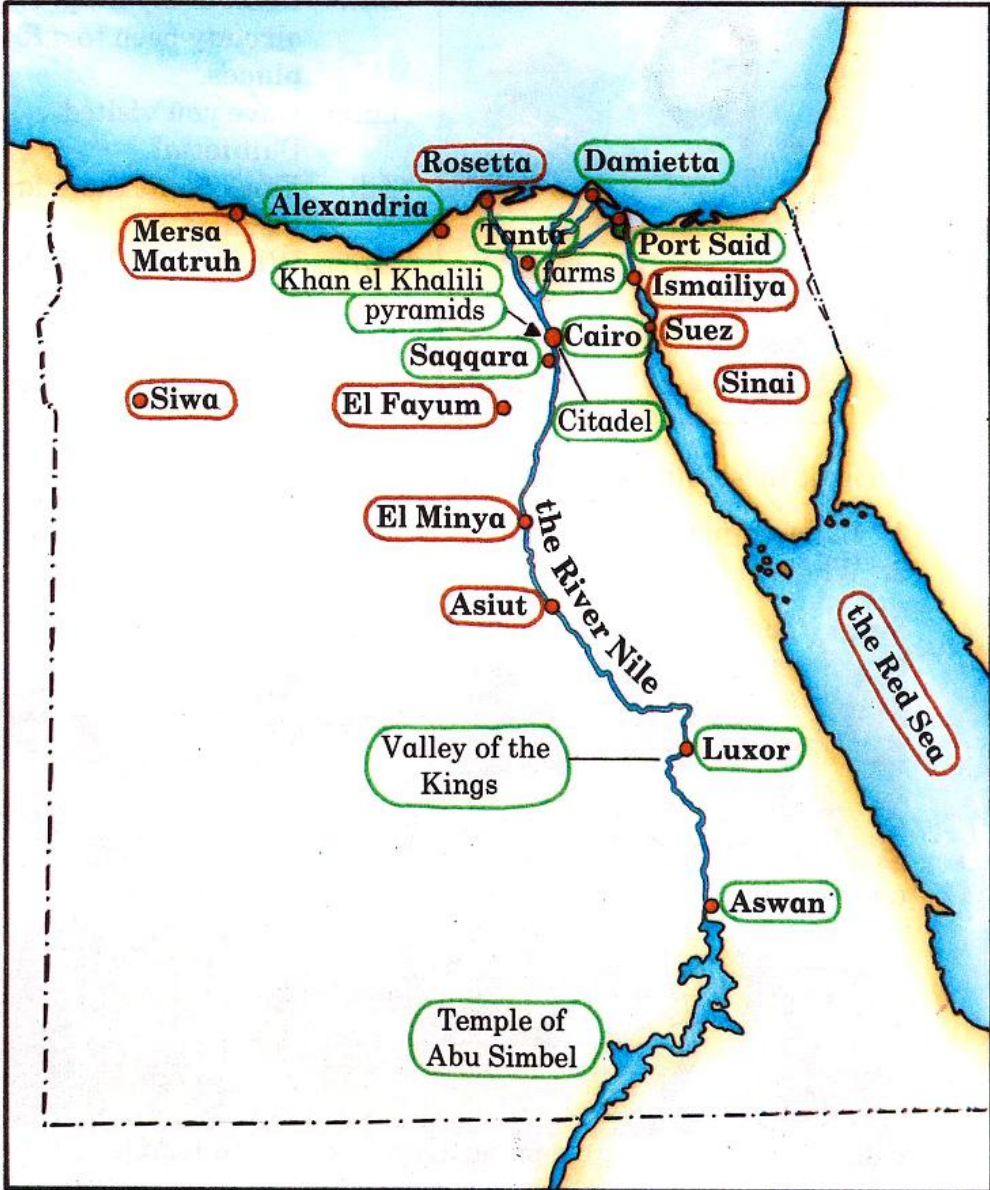 Rosetta
Damietta
Alexandria
Mersa
Matruh
Tanta
Port Said
Khan el Khalili
farms
Ismailiya
pyramids
Cairo
Suez
Saqqara
Sinai
Siwa
El Fayum
Citadel
El Minya
the River Nile
Asiut
the Red Sea
Valley of the
Kings
Luxor
Aswan
Temple of
Abu Simbel